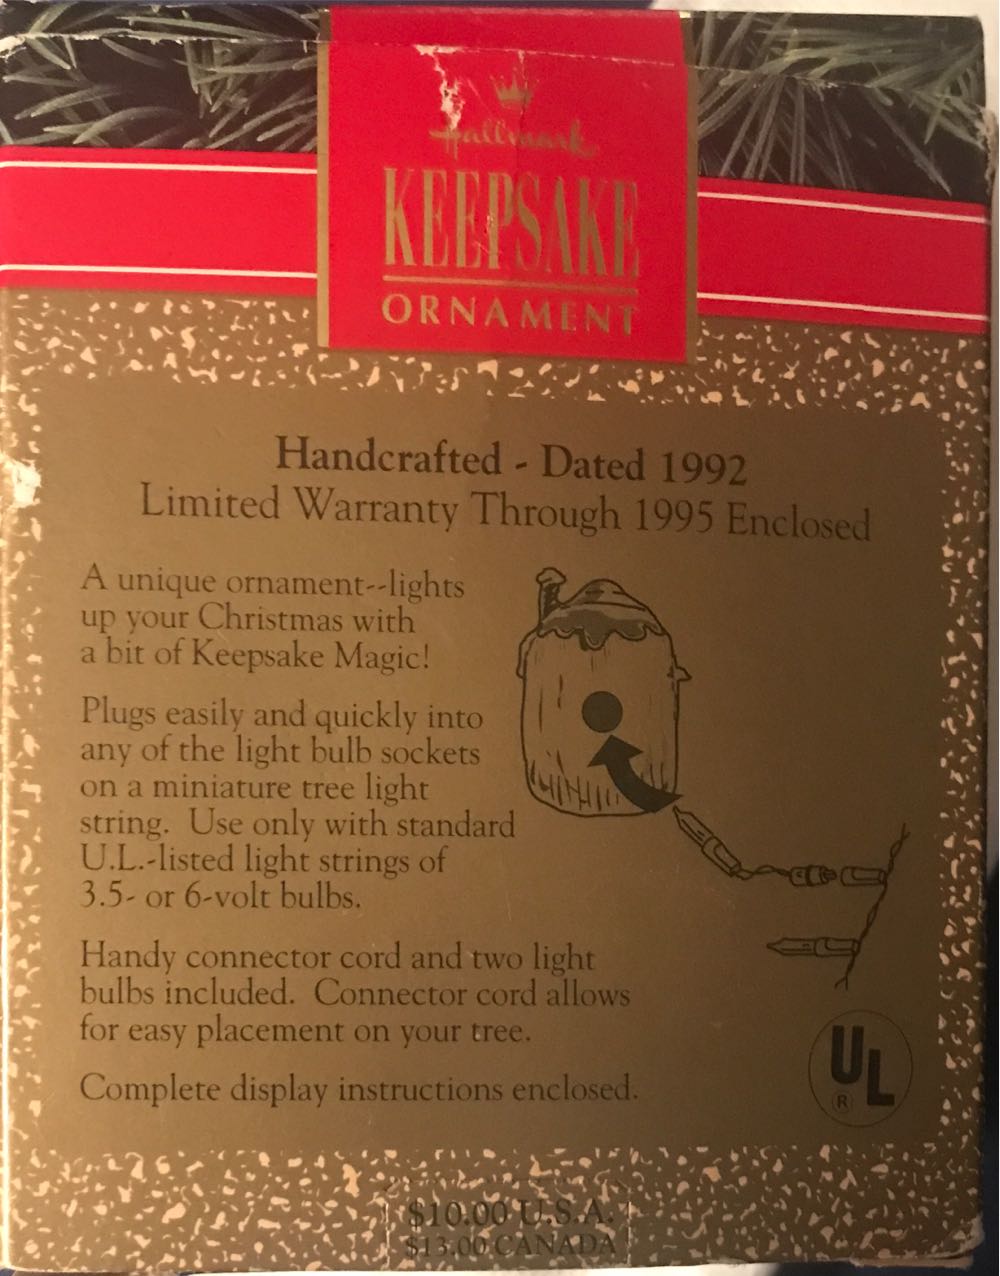 Hallmark
KEEPSAKE
ORNAMENT
Handcrafted - Dated 1992
Limited Warranty Through 1995 Enclosed
A unique ornament--lights
up your Christmas with
a bit of Keepsake Magic!
Plugs easily and quickly into
any of the light bulb sockets
on a miniature tree light
string. Use only with standard
U.L.-listed light strings of
3.5- or 6-volt bulbs.
Handy connector cord and two light
bulbs included. Connector cord allows
for easy placement on your tree.
Complete display instructions enclosed.
UL
®
$10.00 U.S.A.
$13.00 CANADA